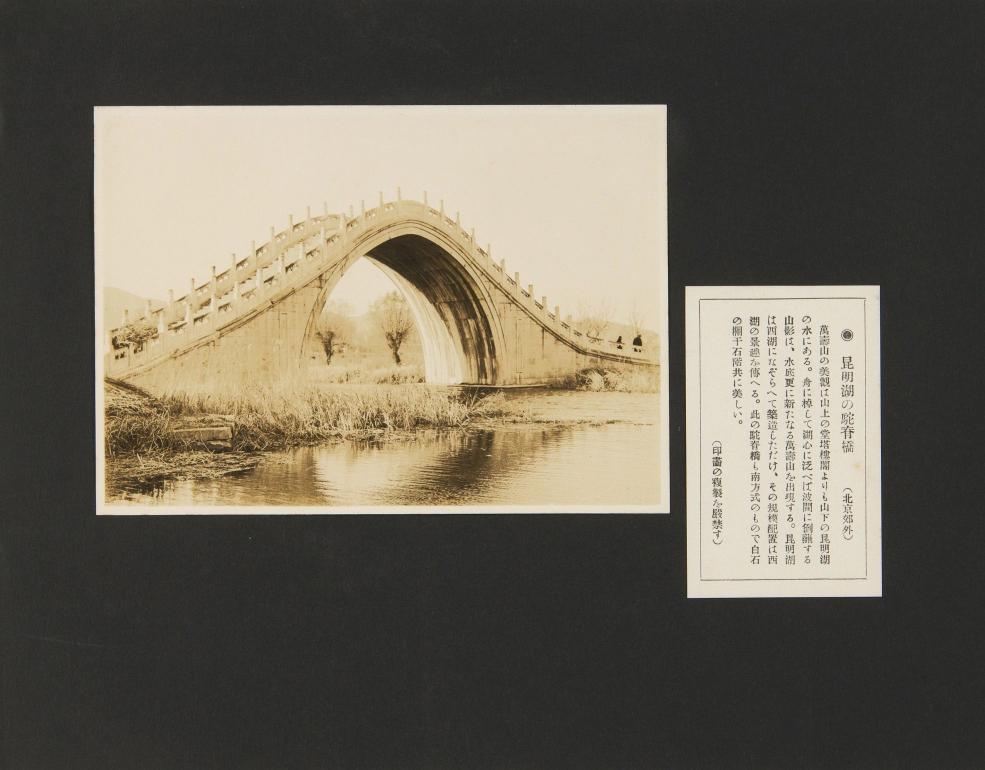 ◉ 昆明湖の駝脊橋 （北京郊外）
萬壽山の美觀は山上の堂塔樓閣よりも山下の昆明湖
の水にある。舟に棹して湖心に泛べば波間に倒蘸する
山影は、水底更に新たなる萬壽山を出現する。昆明湖
は西湖になぞらへて築造しただけ、その規模配置は西
湖の景趣を傳へる。此の駝脊橋も南方式のもので白石
の欄干石階共に美しい。
（印畵の複製を嚴禁す）